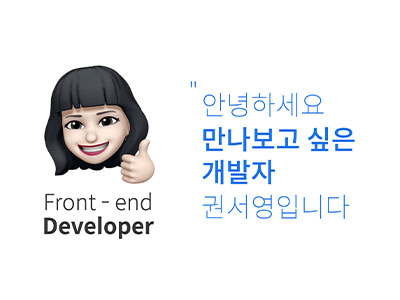 Front - end
Developer
"
안녕하세요
만나보고 싶은
개발자
권서영입니다